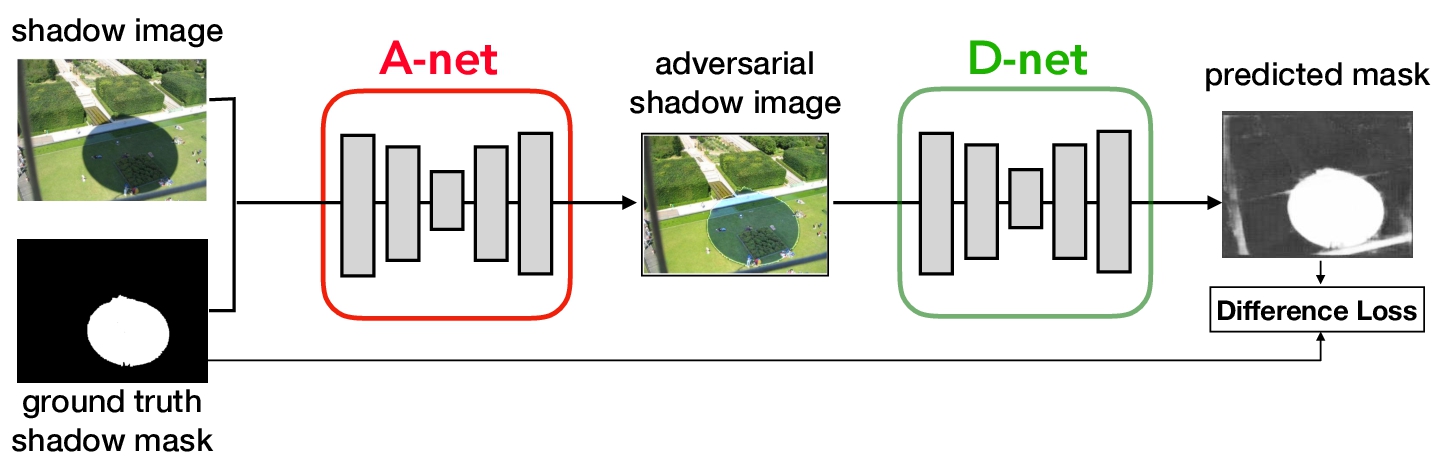 shadow image
A-net
adversarial
shadow image
D-net
predicted mask
Difference Loss
ground truth
shadow mask